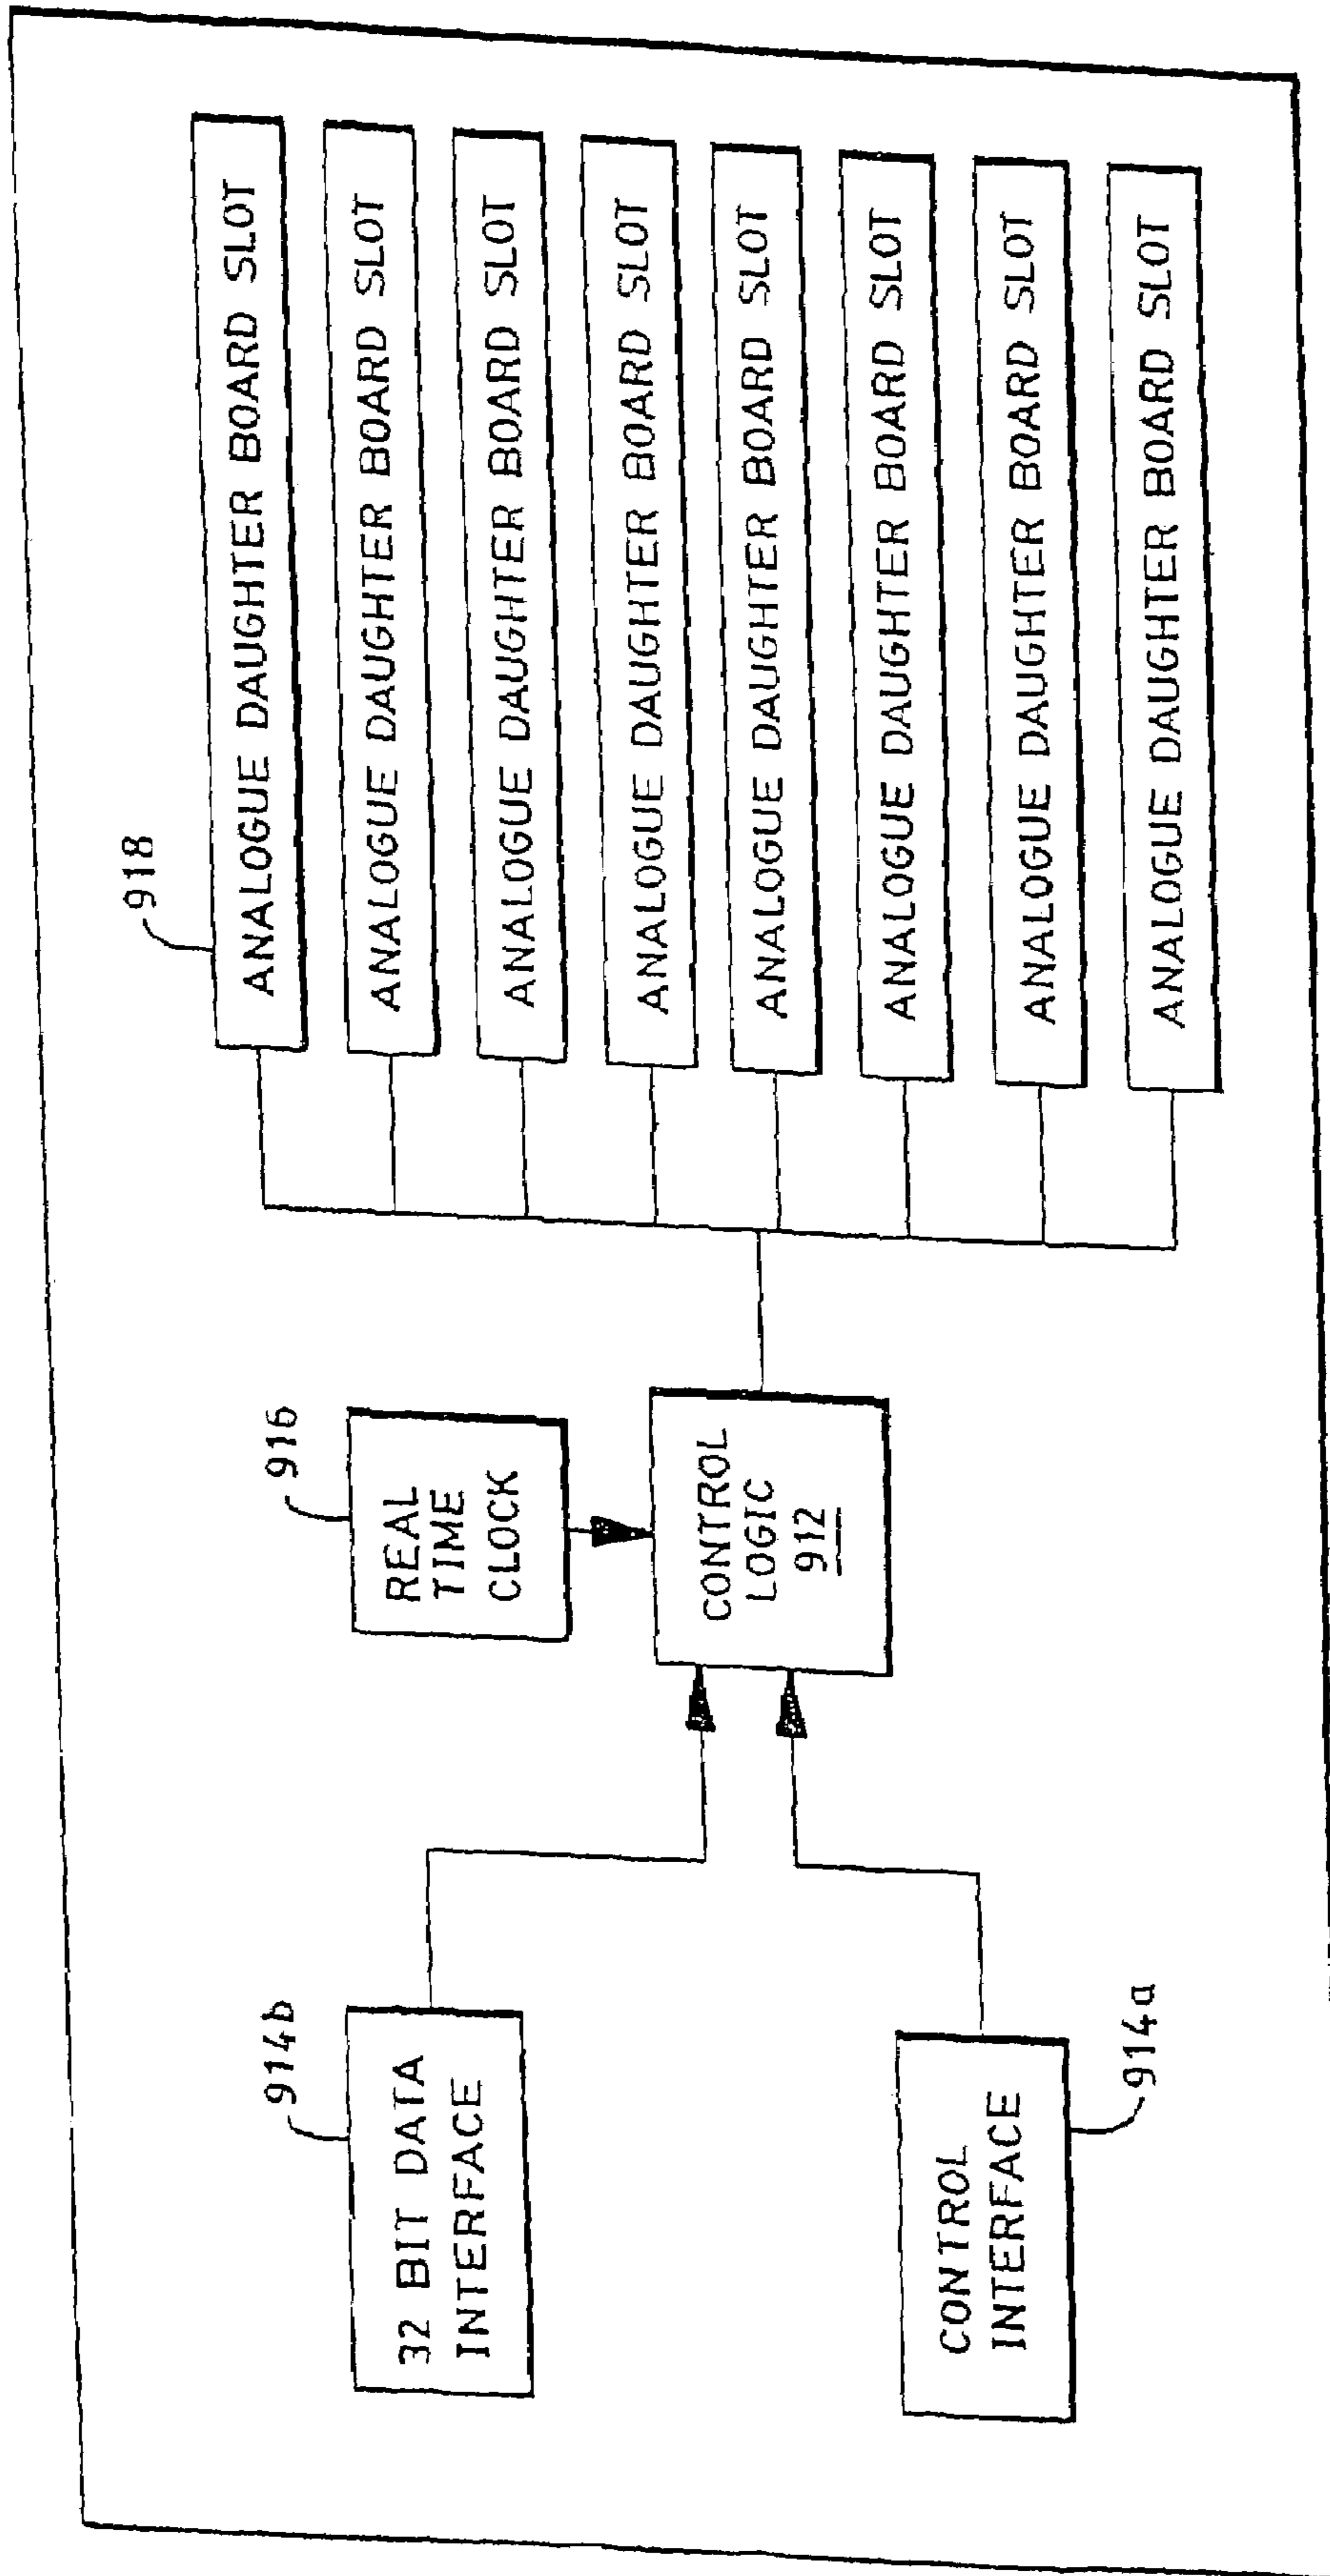 914b
32 BIT DATA
INTERFACE
CONTROL
INTERFACE
914a
916
REAL
TIME
CLOCK
CONTROL
LOGIC
912
918
ANALOGUE DAUGHTER BOARD SLOT
ANALOGUE DAUGHTER BOARD SLOT
ANALOGUE DAUGHTER BOARD SLOT
ANALOGUE DAUGHTER BOARD SLOT
ANALOGUE DAUGHTER BOARD SLOT
ANALOGUE DAUGHTER BOARD SLOT
ANALOGUE DAUGHTER BOARD SLOT
ANALOGUE DAUGHTER BOARD SLOT